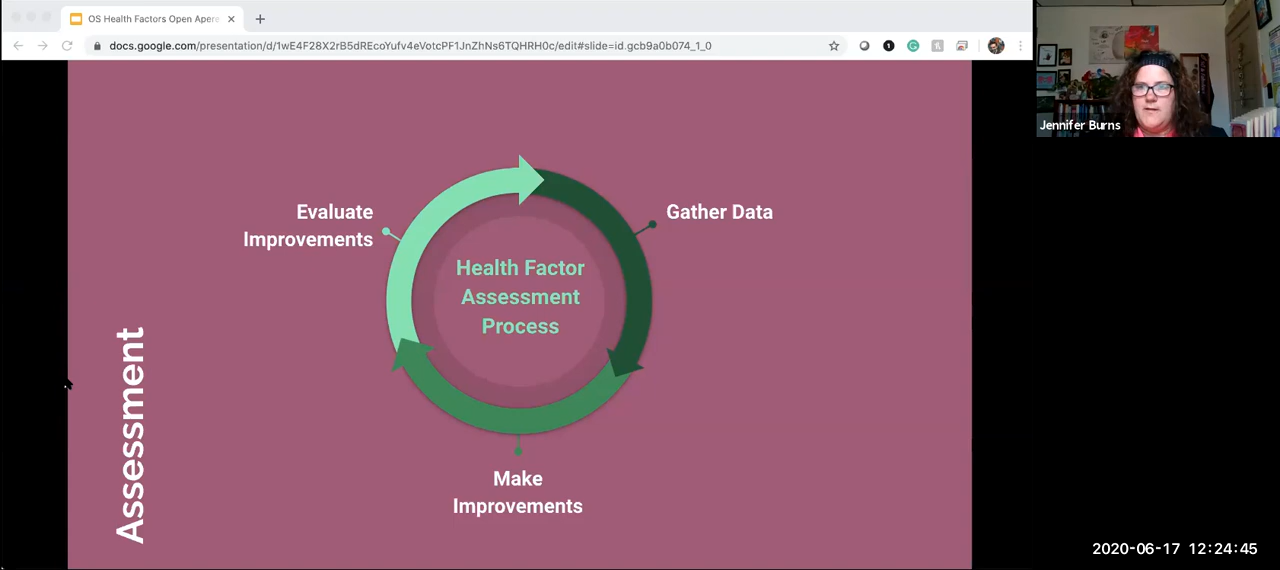 OS Health Factors Open Apere
docs.google.com/presentation/d/1wE4F28X2rB5dREcoYufv4eVotcPF1JnZhNs6TQHRH0c/edit#slide=id.gcb9a0b074_1_0
Jennifer Burns
Evaluate
Improvements
Gather Data
Health Factor
Assessment
Process
Make
Improvements
Assessment
2020-06-17 12:24:45